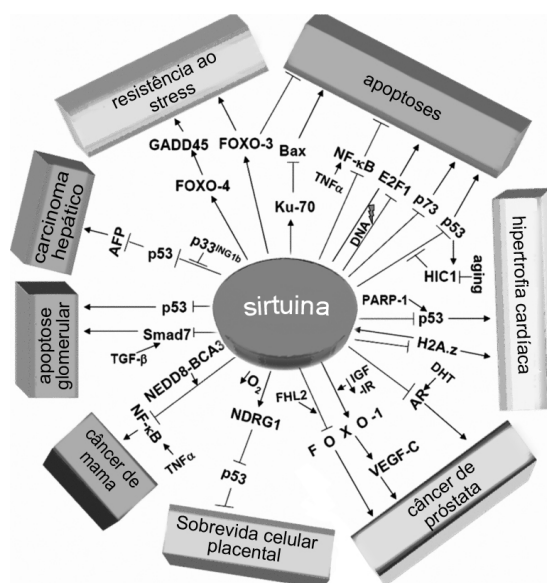 resistência ao
stress
apoptoses
GADD45
FOXO-3
Bax
NF-κB
E2F1
p73
p53
TNFα
FOXO-4
Ku-70
DNA
HIC1
aging
carcinoma
hepático
AFP
p53
p33ING1b
hipertrofia cardíaca
sirtuina
PARP-1
p53
H2A.z
apoptose
glomerular
p53
Smad7
TGF-β
NEDD8-BCA3
NF-κB
TNFα
câncer de
mama
O2
NDRG1
p53
Sobrevida celular
placental
FHL2
IGF
-IR
FOXO-1
VEGF-C
DHT
AR
câncer de
próstata